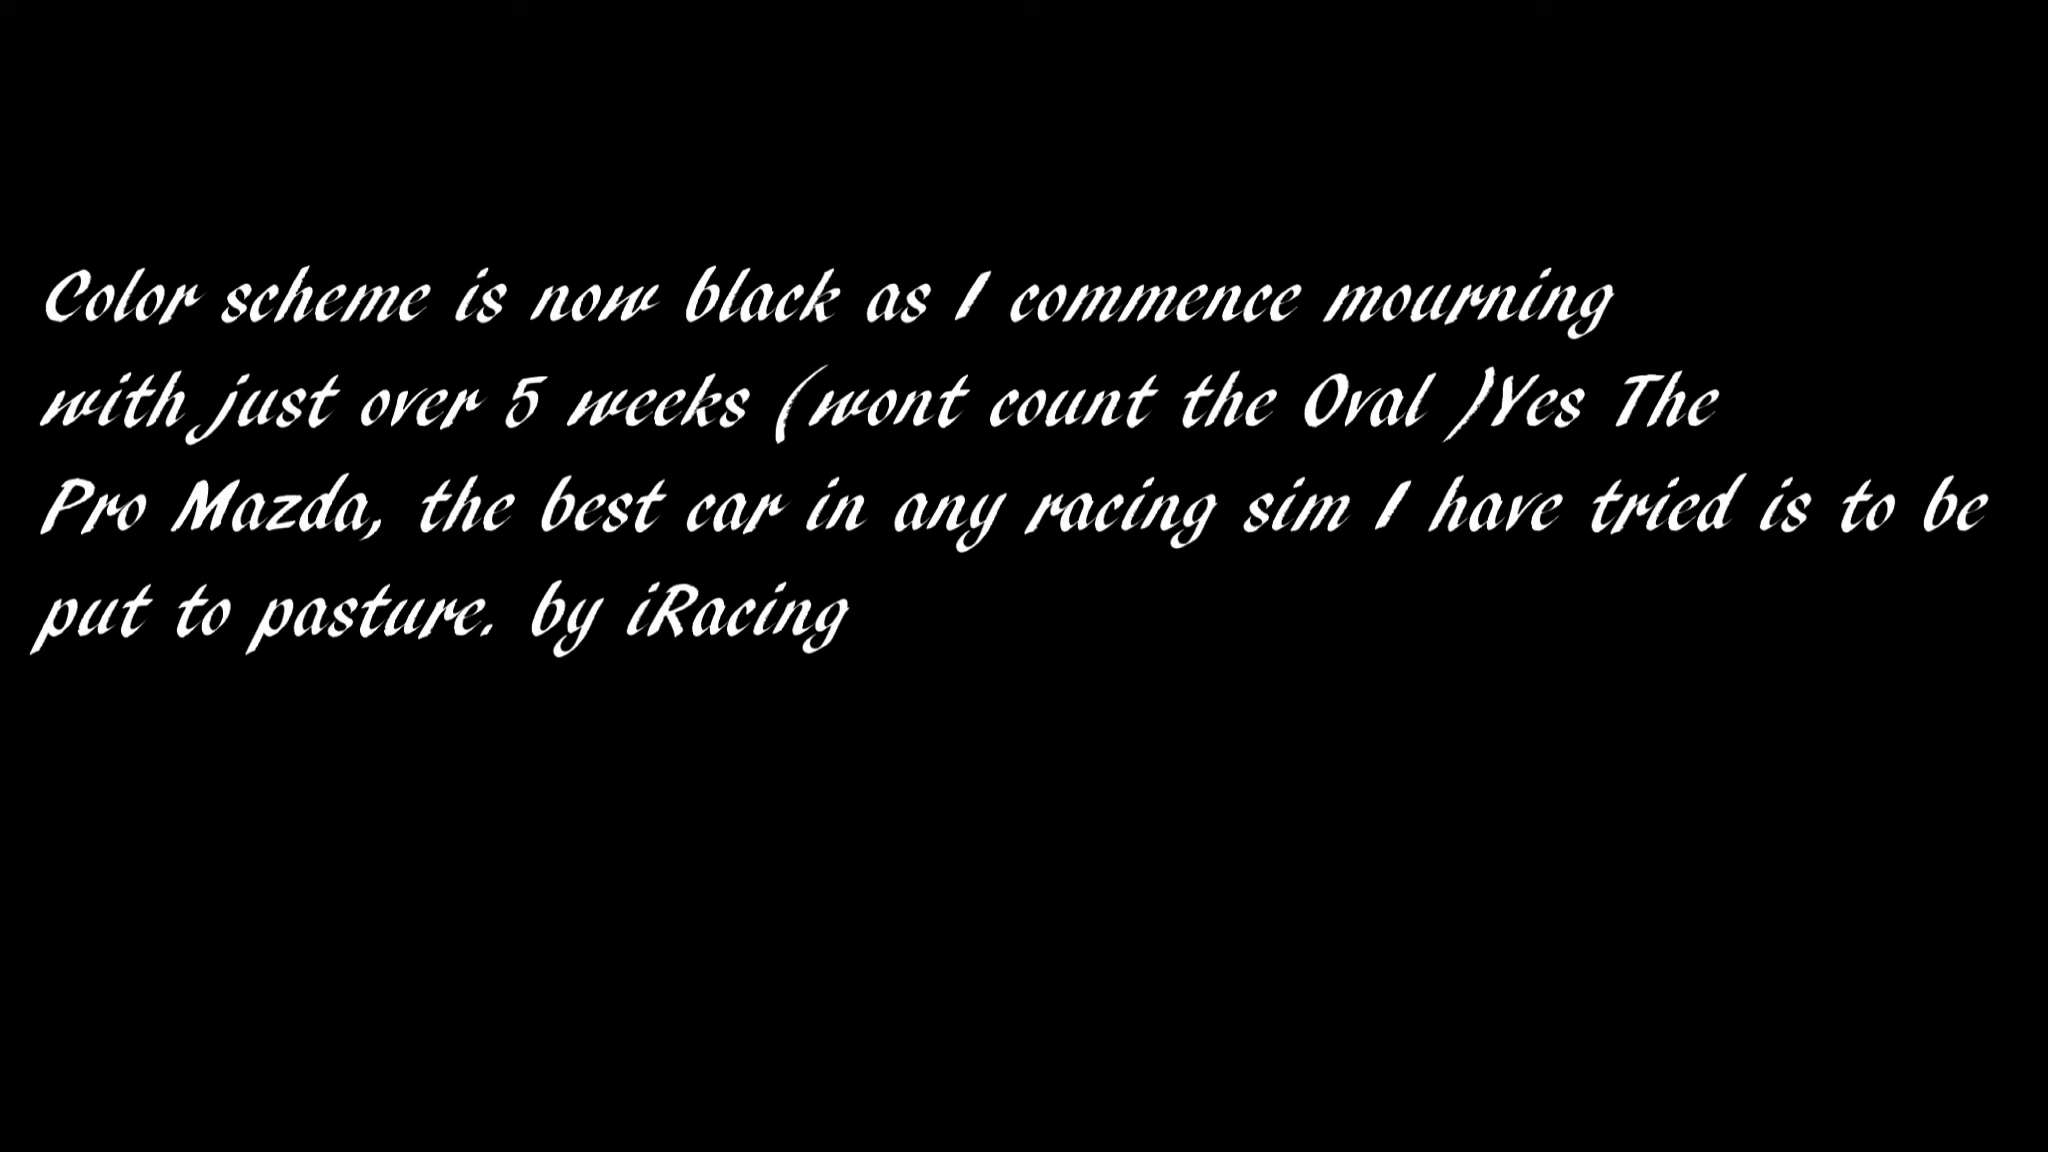 Color scheme is now black as I commence mourning
with just over 5 weeks (wont count the Oval )Yes The
Pro Mazda, the best car in any racing sim I have tried is to be
put to pasture. by iRacing